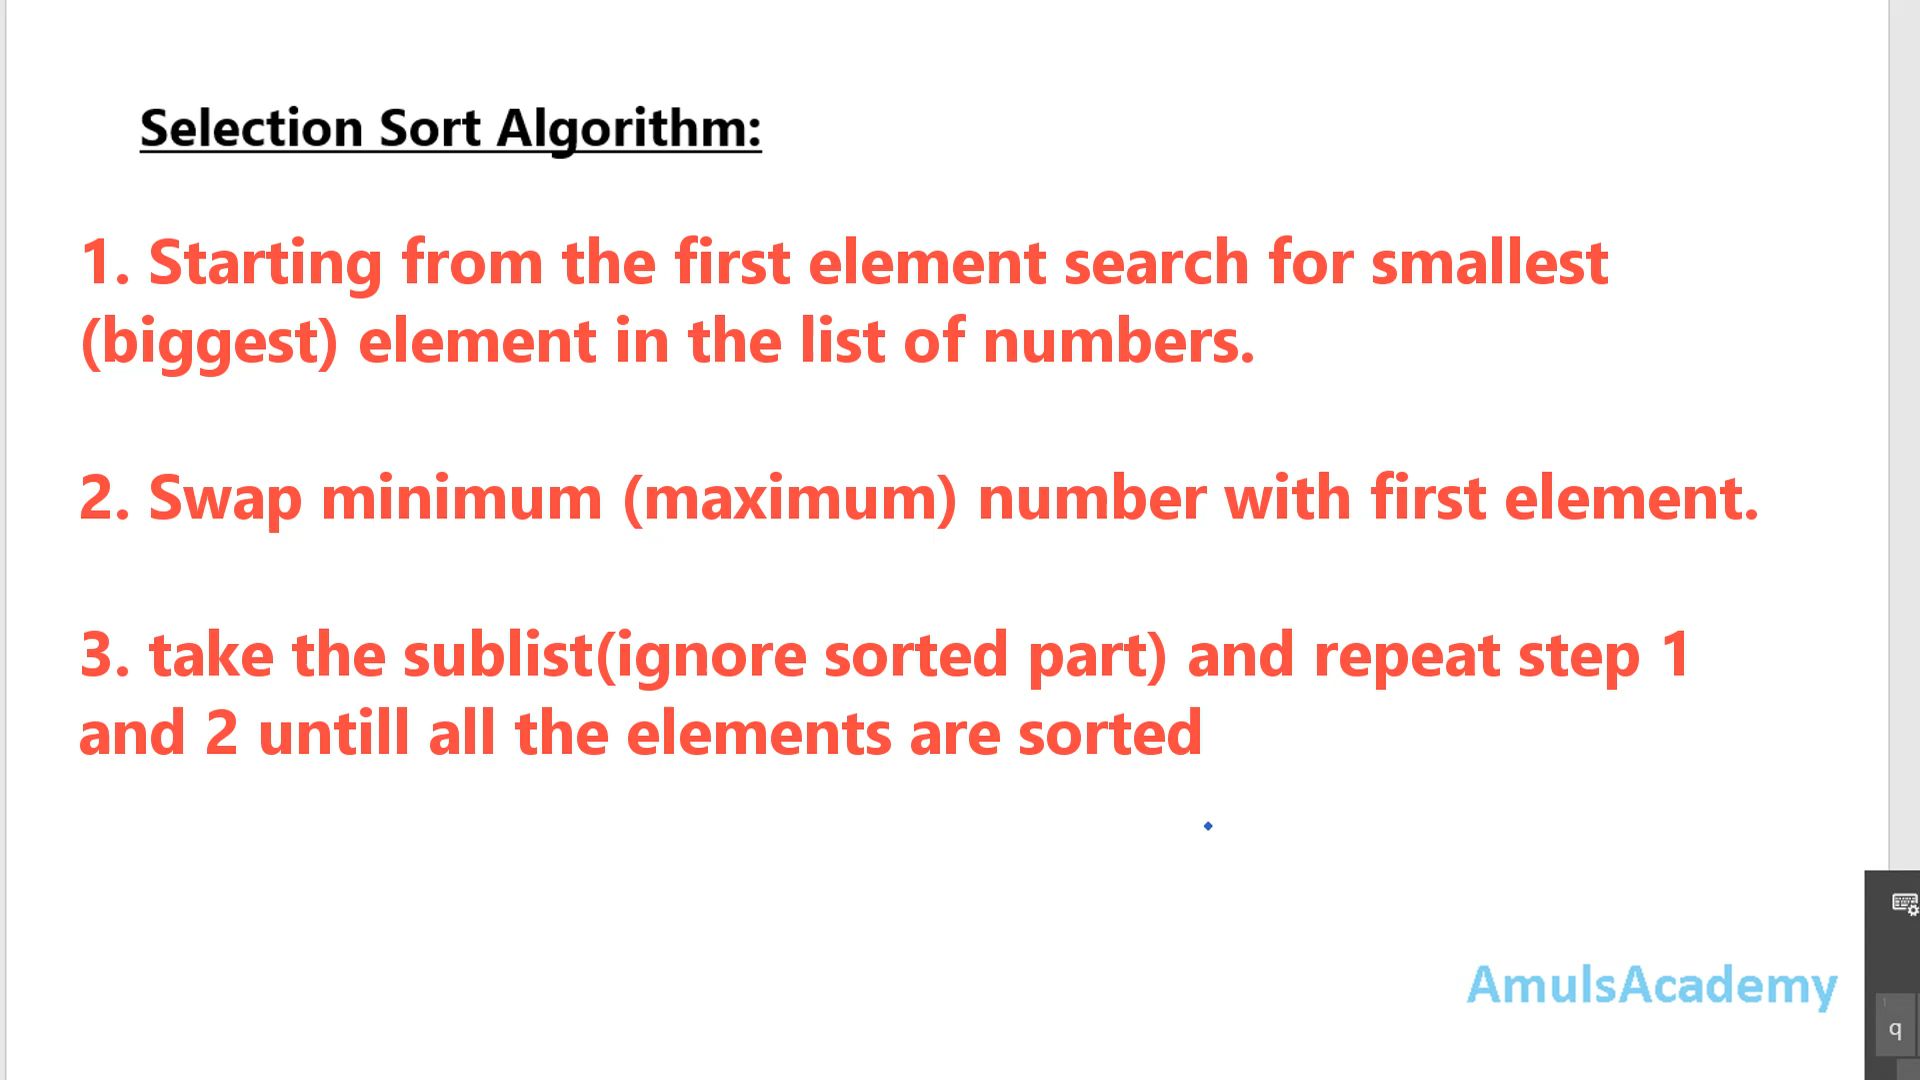 Selection Sort Algorithm:
1. Starting from the first element search for smallest
(biggest) element in the list of numbers.
2. Swap minimum (maximum) number with first element.
3. take the sublist(ignore sorted part) and repeat step 1
and 2 untill all the elements are sorted
AmulsAcademy
1
q